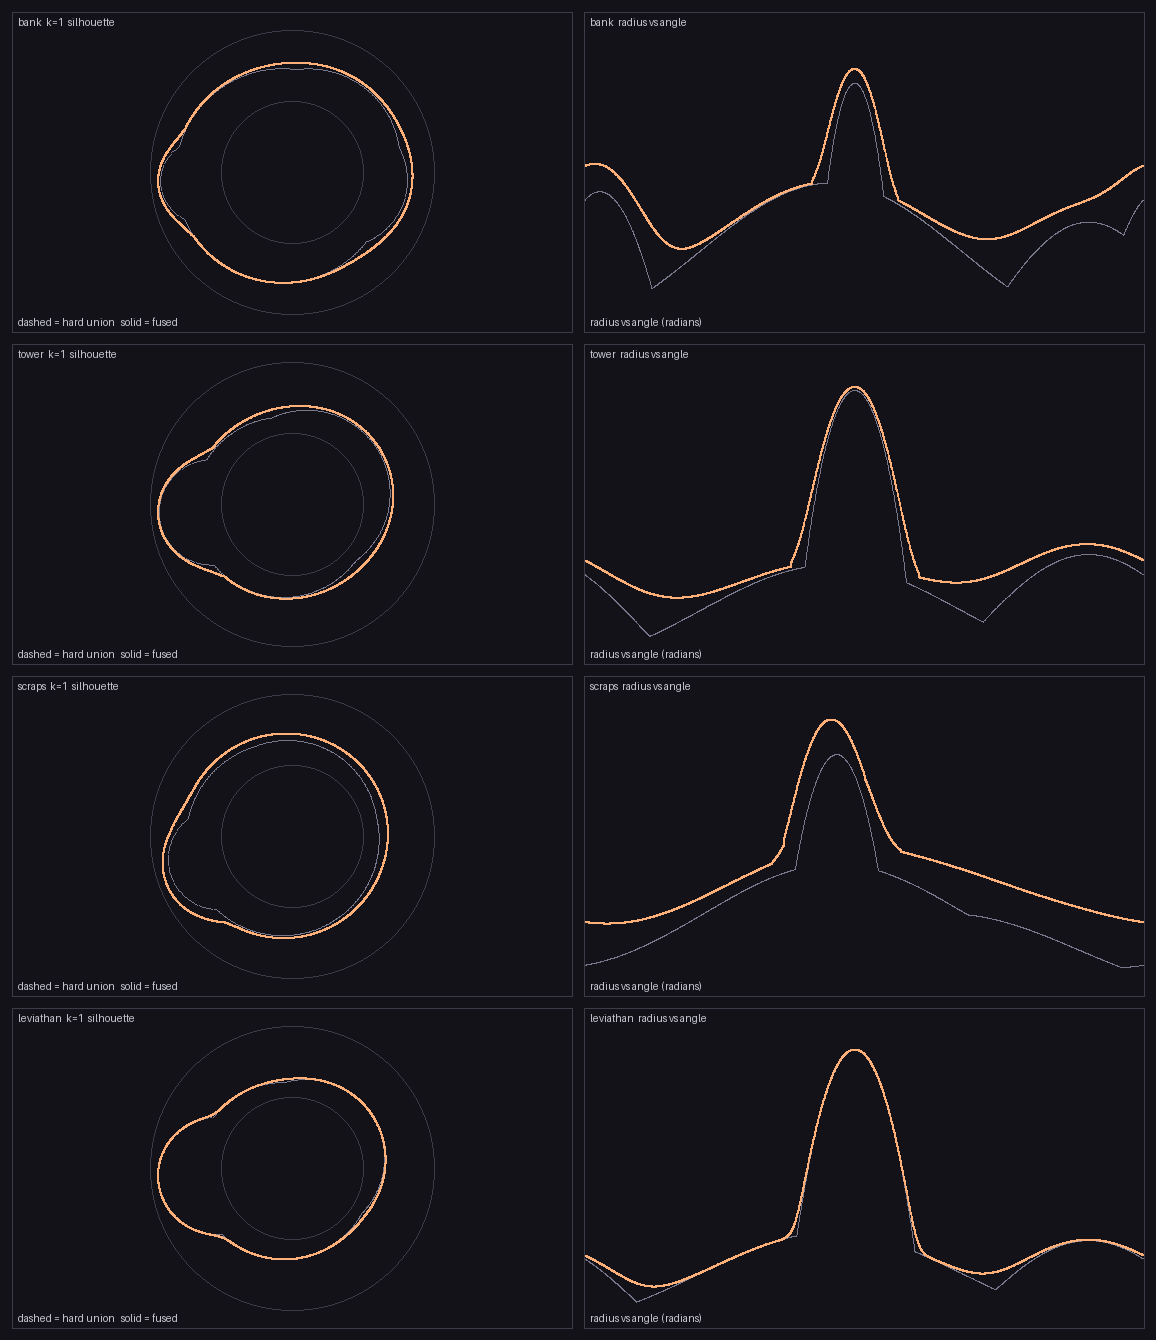 bank k=1 silhouette
dashed = hard union solid = fused
bank radius vs angle
radius vs angle (radians)
tower k=1 silhouette
dashed = hard union solid = fused
tower radius vs angle
radius vs angle (radians)
scraps k=1 silhouette
dashed = hard union solid = fused
scraps radius vs angle
radius vs angle (radians)
leviathan k=1 silhouette
dashed = hard union solid = fused
leviathan radius vs angle
radius vs angle (radians)